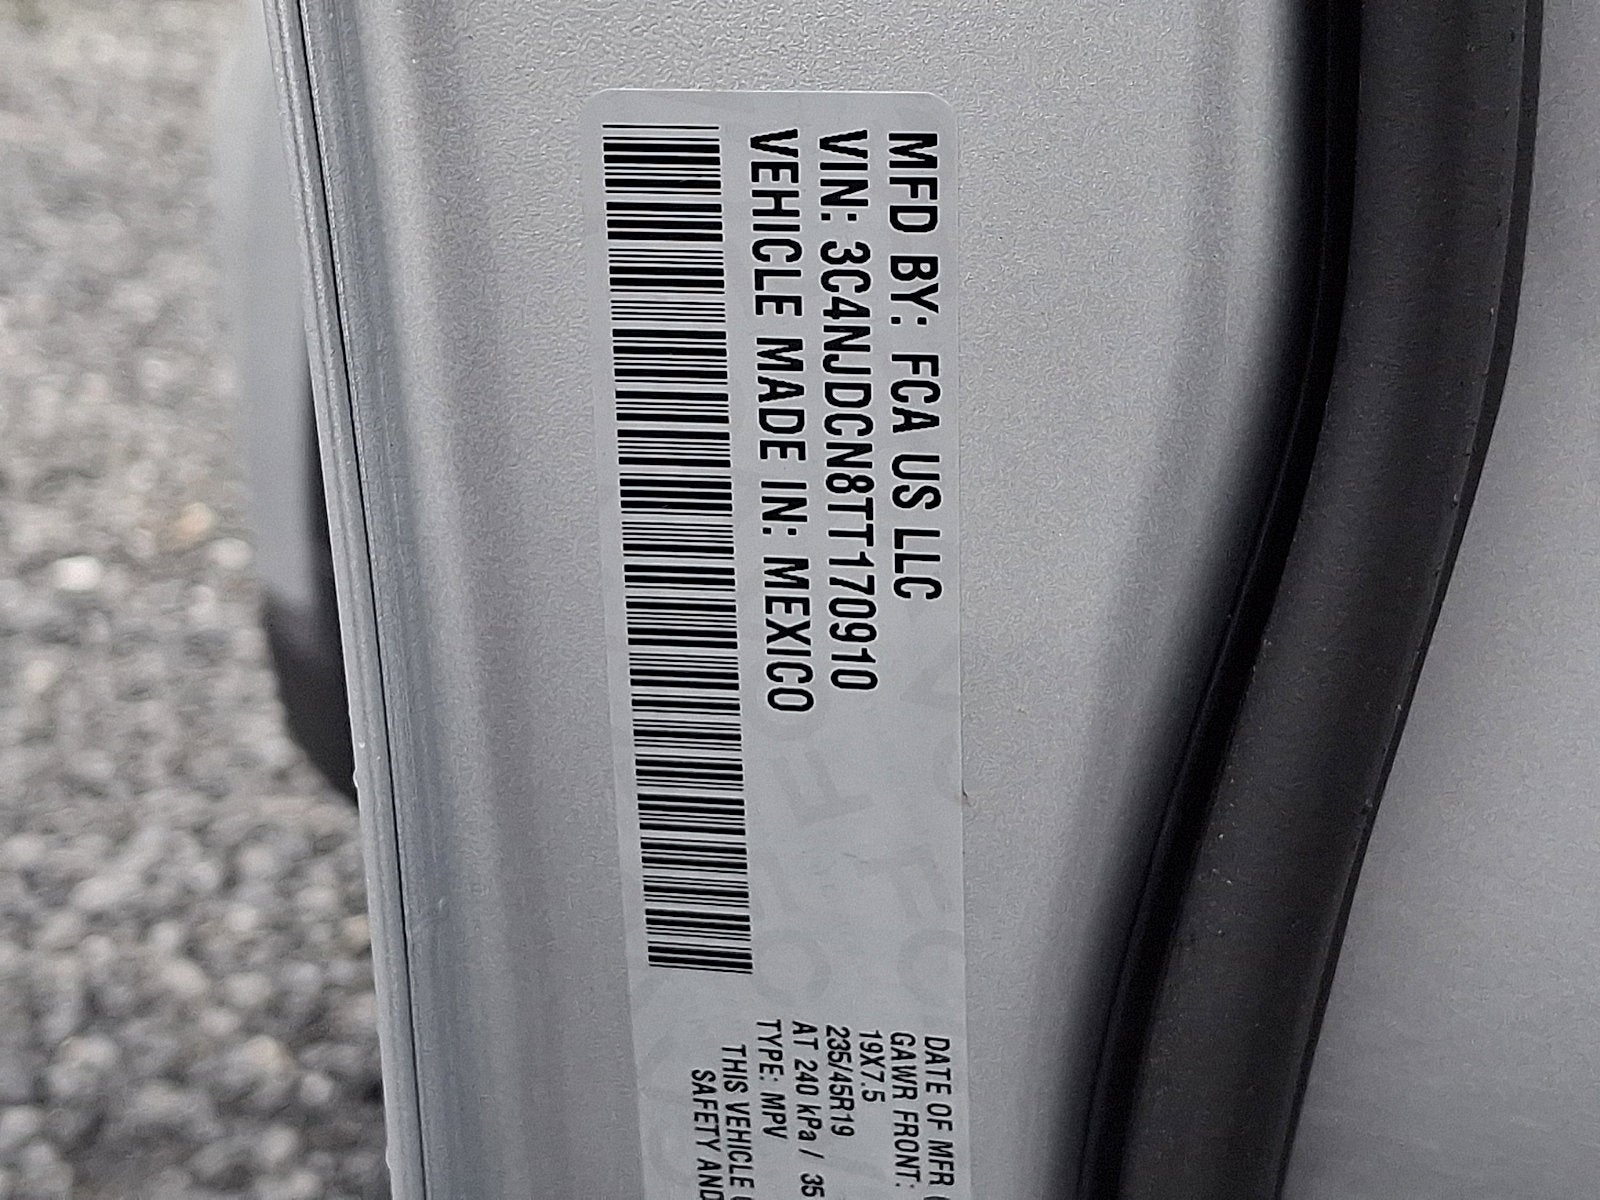 MFD BY: FCA US LLC
VIN: 3C4NJDCN8TT170910
VEHICLE MADE IN: MEXICO
DATE OF MFR
GAWR FRONT:
19X7.5
235/45R19
AT 240 kPa / 35
TYPE: MPV
THIS VEHICLE
SAFETY AND